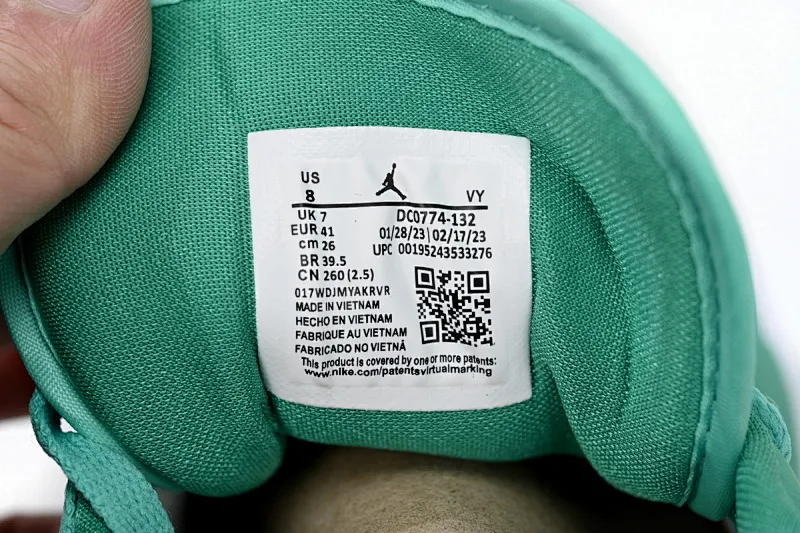 US
8 VY
UK 7 DC0774-132
EUR 41 01/28/23|02/17/23
cm 26 UPC 00195243533276
BR 39.5
CN 260 (2.5)
017WDJMYAKRVR
MADE IN VIETNAM
HECHO EN VIETNAM
FABRIQUE AU VIETNAM
FABRICADO NO VIETNÃ
This product is covered by one or more patents:
www.nike.com/patentsvirtualmarking